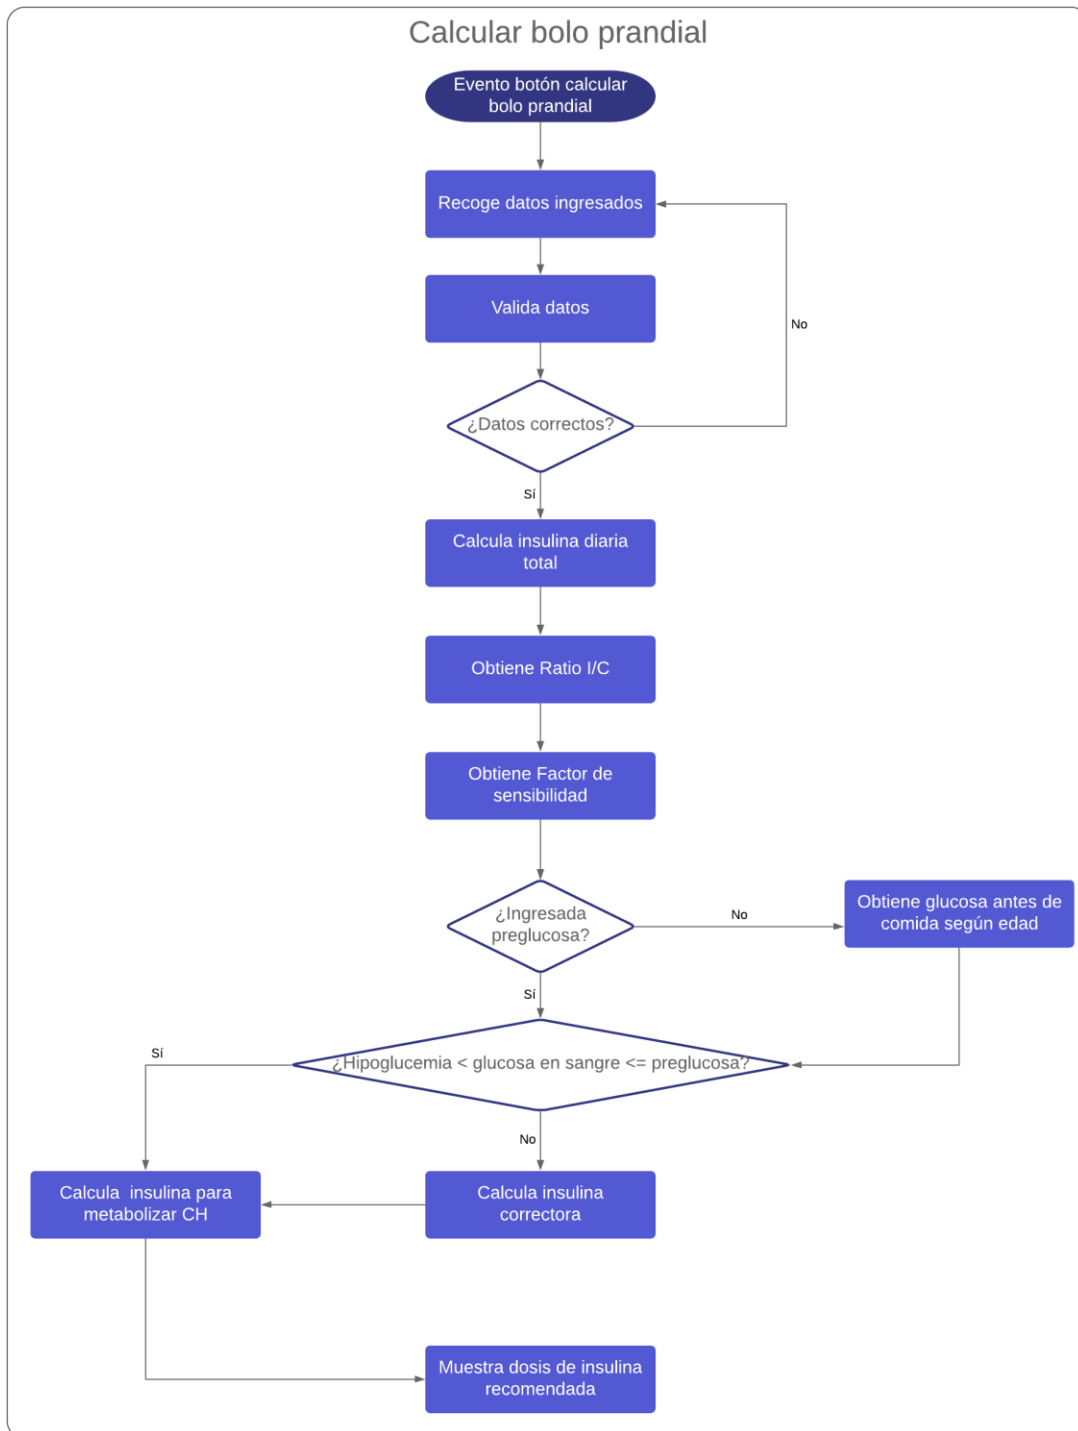 Calcular bolo prandial
Evento botón calcular
bolo prandial
Recoge datos ingresados
Valida datos
No
¿Datos correctos?
Sí
Calcula insulina diaria
total
Obtiene Ratio I/C
Obtiene Factor de
sensibilidad
¿Ingresada
preglucosa?
No
Obtiene glucosa antes de
comida según edad
Sí
¿Hipoglucemia < glucosa en sangre <= preglucosa?
Sí
No
Calcula insulina para
metabolizar CH
Calcula insulina
correctora
Muestra dosis de insulina
recomendada